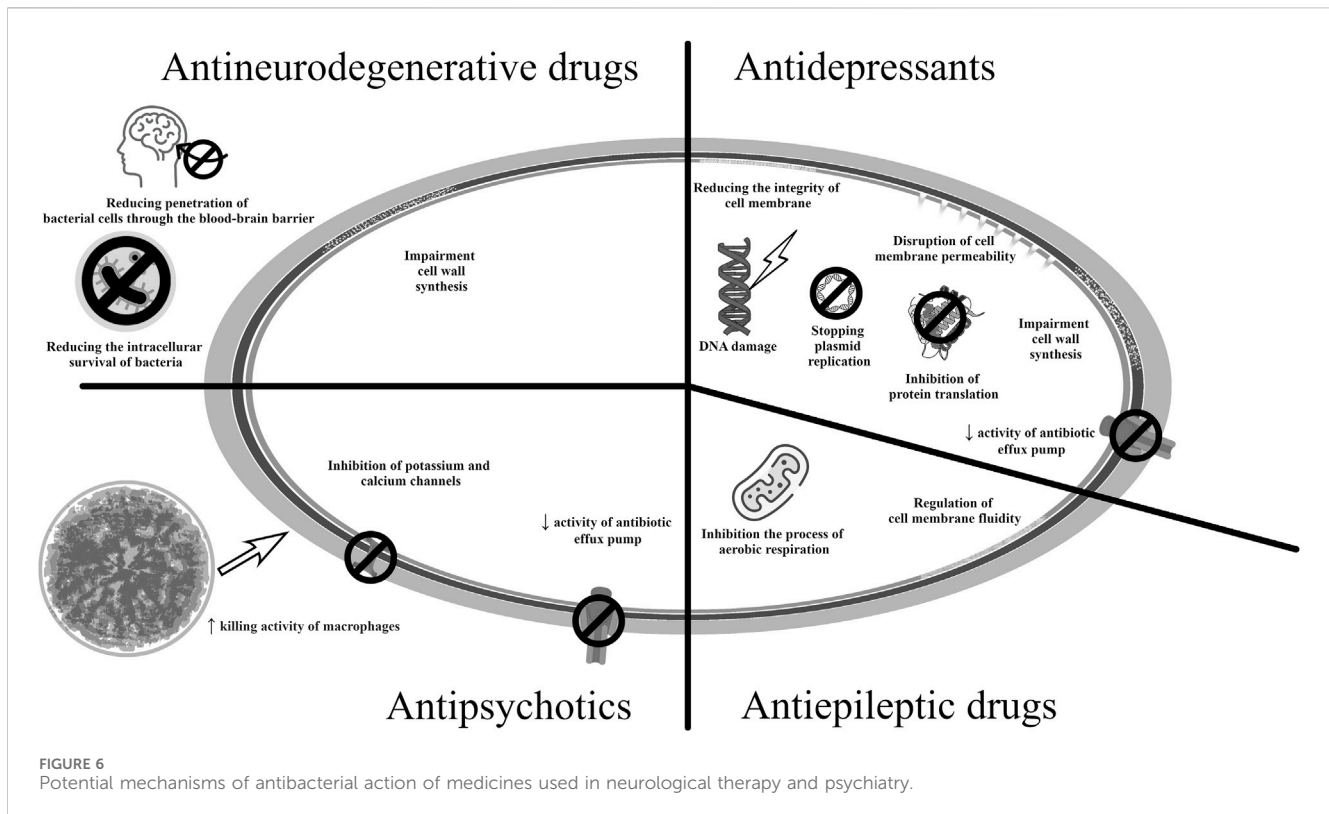 Antineurodegenerative drugs
Reducing penetration of
bacterial cells through the blood-brain barrier
Reducing the intracellurar
survival of bacteria
Impairment
cell wall
synthesis
Antidepressants
Reducing the integrity of
cell membrane
Disruption of cell
membrane permeability
DNA damage
Stopping
plasmid
replication
Inhibition of
protein translation
Impairment
cell wall
synthesis
↓ activity of antibiotic
effux pump
Inhibition of potassium and
calcium channels
↓ activity of antibiotic
effux pump
↑ killing activity of macrophages
Antipsychotics
Inhibition the process of
aerobic respiration
Regulation of
cell membrane fluidity
Antiepileptic drugs
FIGURE 6
Potential mechanisms of antibacterial action of medicines used in neurological therapy and psychiatry.